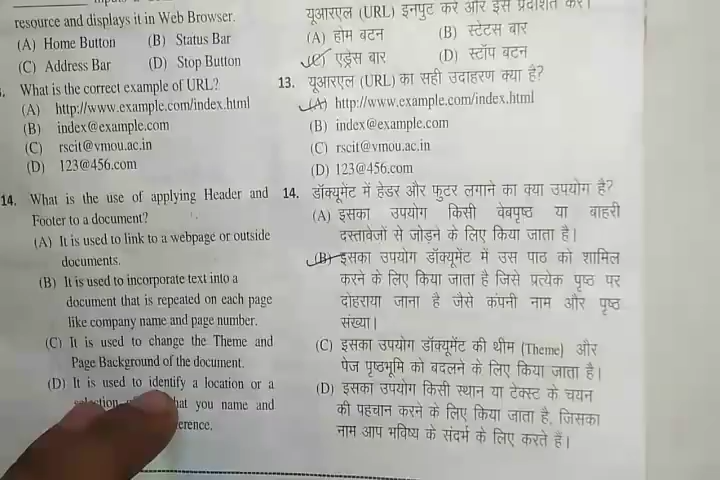 resource and displays it in Web Browser.
(A) Home Button (B) Status Bar
(C) Address Bar (D) Stop Button
What is the correct example of URL?
(A) http://www.example.com/index.html
(B) index@example.com
(C) rscit@vmou.ac.in
(D) 123@456.com
14. What is the use of applying Header and
Footer to a document?
(A) It is used to link to a webpage or outside
documents.
(B) It is used to incorporate text into a
document that is repeated on each page
like company name and page number.
(C) It is used to change the Theme and
Page Background of the document.
(D) It is used to identify a location or a
that you name and
यूआरएल (URL) इनपुट करें और इसे प्रदर्शित करें।
(A) होम बटन (B) स्टेटस बार
(C) एड्रेस बार (D) स्टॉप बटन
13. यूआरएल (URL) का सही उदाहरण क्या है?
(A) http://www.example.com/index.html
(B) index@example.com
(C) rscit@vmou.ac.in
(D) 123@456.com
14. डॉक्यूमेंट में हेडर और फुटर लगाने का क्या उपयोग है?
(A) इसका उपयोग किसी वेबपृष्ठ या बाहरी
दस्तावेजों से जोड़ने के लिए किया जाता है।
(B) इसका उपयोग डॉक्यूमेंट में उस पाठ को शामिल
करने के लिए किया जाता है जिसे प्रत्येक पृष्ठ पर
दोहराया जाना है जैसे कंपनी नाम और पृष्ठ
संख्या।
(C) इसका उपयोग डॉक्यूमेंट की थीम (Theme) और
पेज पृष्ठभूमि को बदलने के लिए किया जाता है।
(D) इसका उपयोग किसी स्थान या टेक्स्ट के चयन
की पहचान करने के लिए किया जाता है, जिसका
नाम आप भविष्य के संदर्भ के लिए करते हैं।